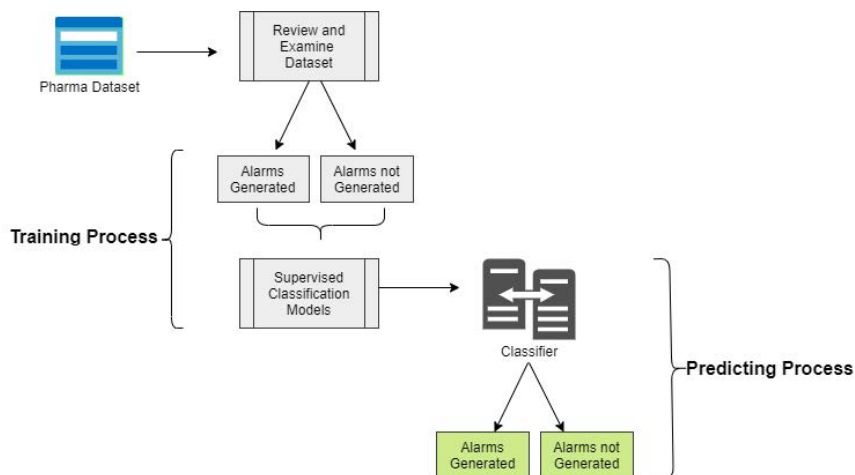 Review and
Examine
Dataset
Pharma Dataset
Alarms
Generated
Alarms not
Generated
Training Process
Supervised
Classification
Models
Classifier
Predicting Process
Alarms
Generated
Alarms not
Generated